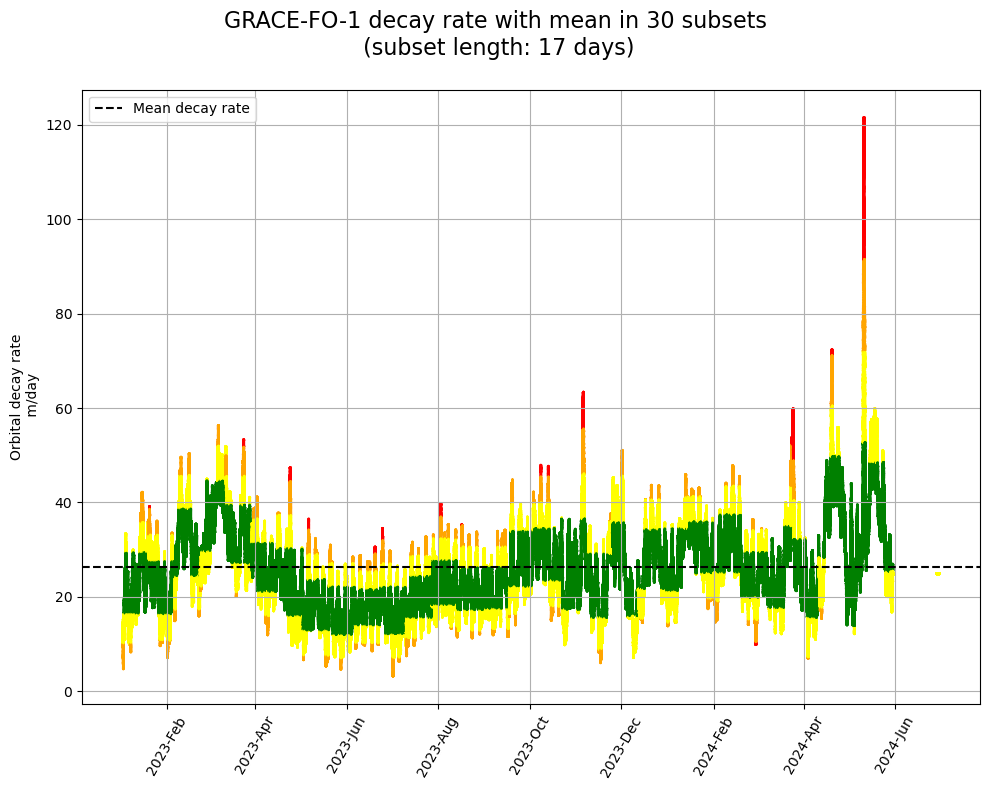 GRACE-FO-1 decay rate with mean in 30 subsets
(subset length: 17 days)
Mean decay rate
Orbital decay rate
m/day
120
100
80
60
40
20
0
2023-Feb
2023-Apr
2023-Jun
2023-Aug
2023-Oct
2023-Dec
2024-Feb
2024-Apr
2024-Jun